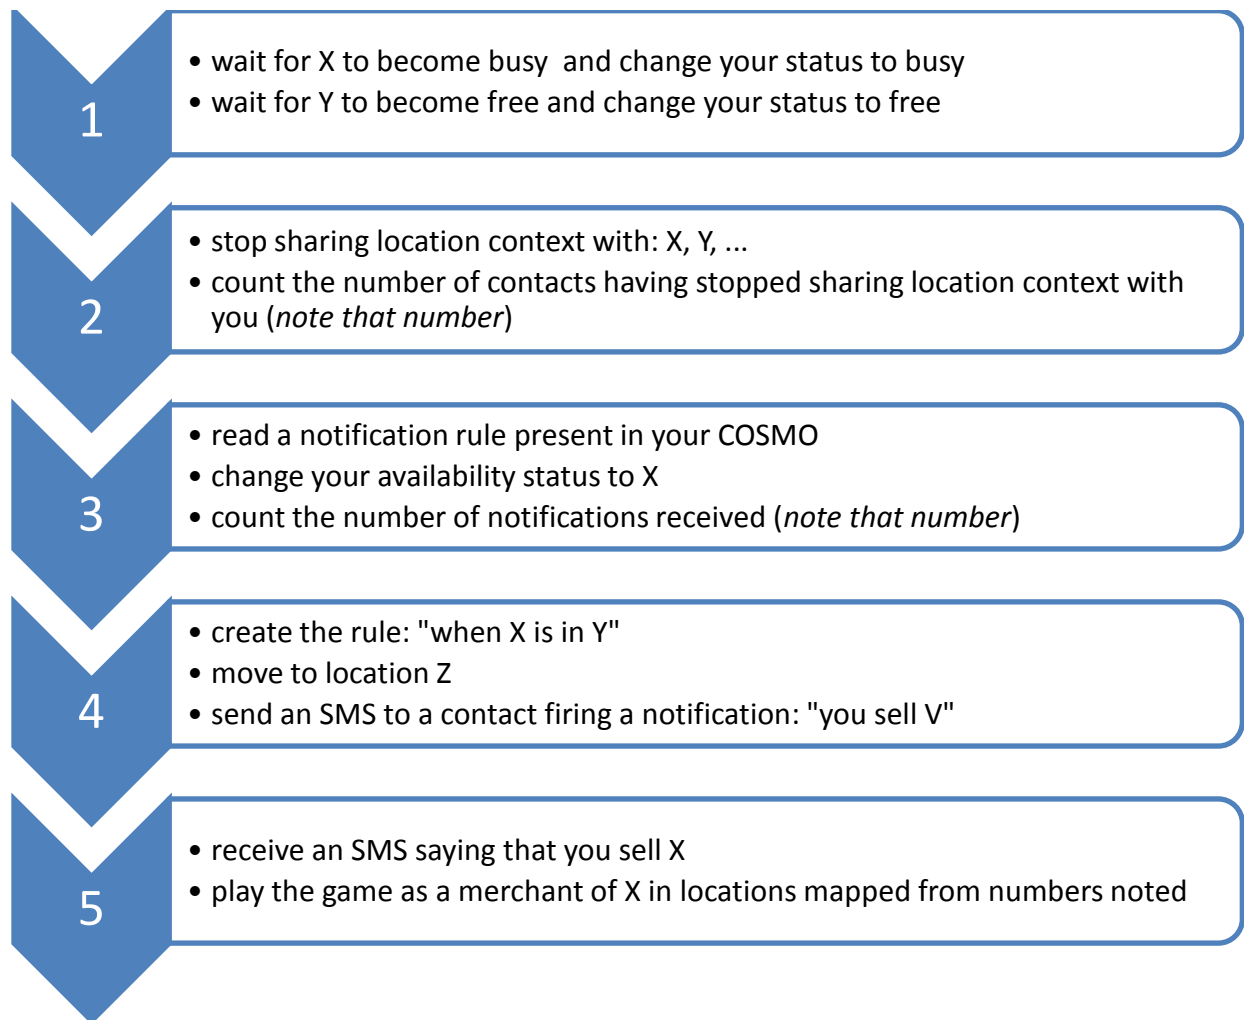 1
• wait for X to become busy  and change your status to busy
• wait for Y to become free and change your status to free
2
• stop sharing location context with: X, Y, ...
• count the number of contacts having stopped sharing location context with
you (note that number)
3
• read a notification rule present in your COSMO
• change your availability status to X
• count the number of notifications received (note that number)
4
• create the rule: "when X is in Y"
• move to location Z
• send an SMS to a contact firing a notification: "you sell V"
5
• receive an SMS saying that you sell X
• play the game as a merchant of X in locations mapped from numbers noted